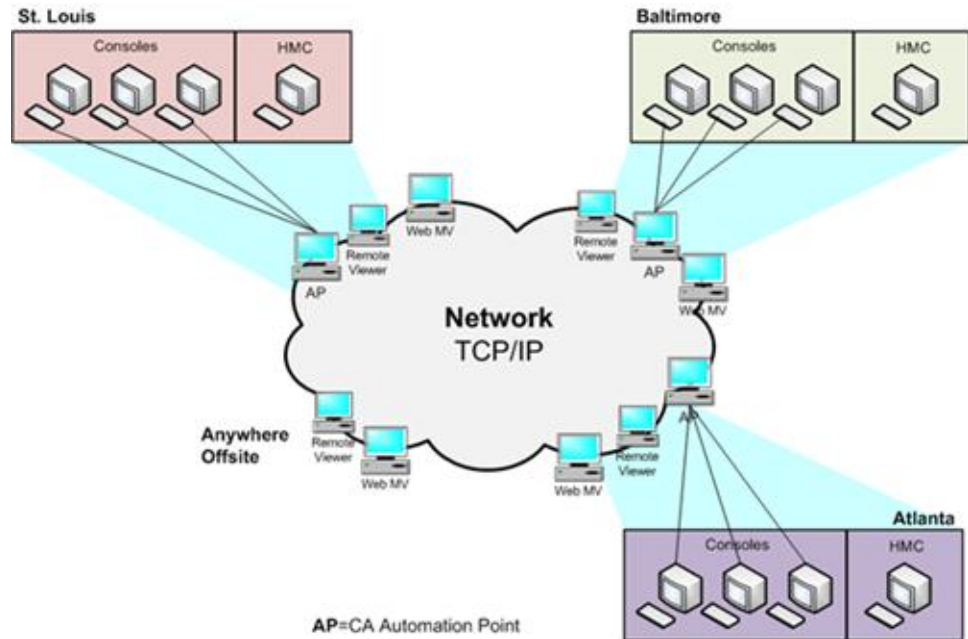 St. Louis
Baltimore
Consoles
HMC
Consoles
HMC
Web MV
Remote
Viewer
AP
Remote
Viewer
AP
Web MV
Network
TCP/IP
AP
Anywhere
Offsite
Remote
Viewer
Web MV
Remote
Viewer
Web MV
Atlanta
Consoles
HMC
AP=CA Automation Point